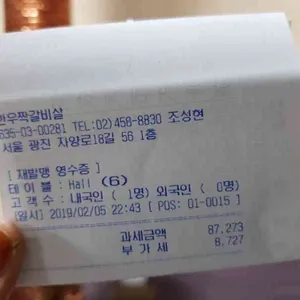 한우짝갈비살
635-03-00281 TEL:02)458-8830 조성현
서울 광진 자양로18길 56 1층
[ 재발행 영수증 ]
테 이 블 : Hall (6)
고 객 수 : 내국인 ( 1명) 외국인 ( 0명)
[일시] 2019/02/05 22:43 [ POS: 01-0015 ]
과세금액 87,273
부 가 세 8,727